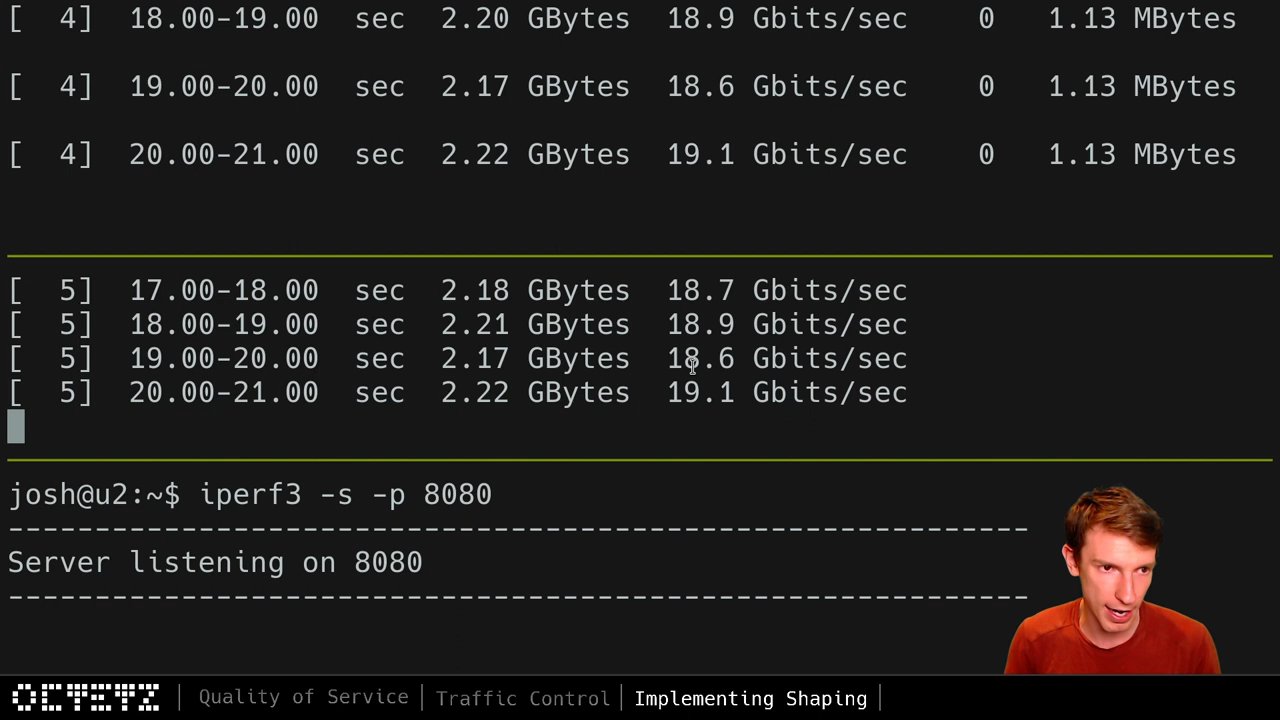 [  4]  18.00-19.00  sec  2.20 GBytes  18.9 Gbits/sec    0   1.13 MBytes
[  4]  19.00-20.00  sec  2.17 GBytes  18.6 Gbits/sec    0   1.13 MBytes
[  4]  20.00-21.00  sec  2.22 GBytes  19.1 Gbits/sec    0   1.13 MBytes
[  5]  17.00-18.00  sec  2.18 GBytes  18.7 Gbits/sec
[  5]  18.00-19.00  sec  2.21 GBytes  18.9 Gbits/sec
[  5]  19.00-20.00  sec  2.17 GBytes  18.6 Gbits/sec
[  5]  20.00-21.00  sec  2.22 GBytes  19.1 Gbits/sec
josh@u2:~$ iperf3 -s -p 8080
-----------------------------------------------------------
Server listening on 8080
-----------------------------------------------------------
OCTETZ | Quality of Service | Traffic Control | Implementing Shaping |